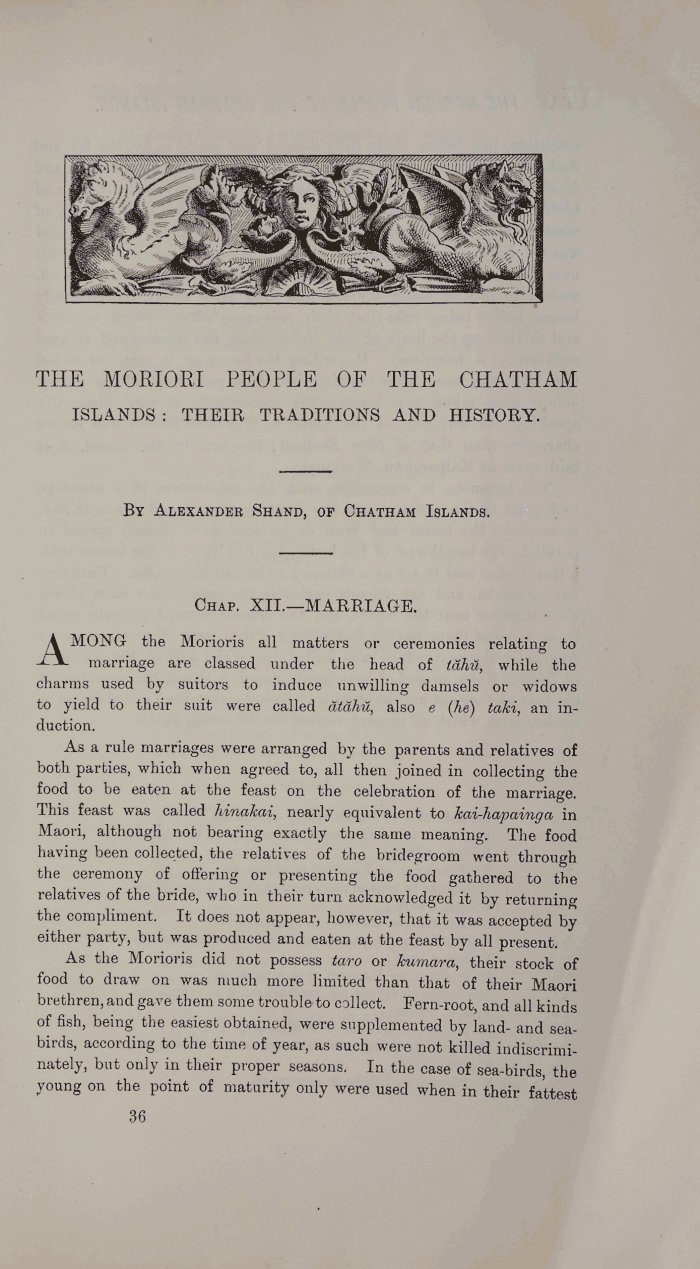 THE MORIORI PEOPLE OF THE CHATHAM
ISLANDS: THEIR TRADITIONS AND HISTORY.
By Alexander Shand, of Chatham Islands.
Chap. XII.—MARRIAGE.
AMONG the Morioris all matters or ceremonies relating to
marriage are classed under the head of tăhŭ, while the
charms used by suitors to induce unwilling damsels or widows
to yield to their suit were called ătăhŭ, also e (he) taki, an in-
duction.
As a rule marriages were arranged by the parents and relatives of
both parties, which when agreed to, all then joined in collecting the
food to be eaten at the feast on the celebration of the marriage.
This feast was called hinakai, nearly equivalent to kai-hapainga in
Maori, although not bearing exactly the same meaning. The food
having been collected, the relatives of the bridegroom went through
the ceremony of offering or presenting the food gathered to the
relatives of the bride, who in their turn acknowledged it by returning
the compliment. It does not appear, however, that it was accepted by
either party, but was produced and eaten at the feast by all present.
As the Morioris did not possess taro or kumara, their stock of
food to draw on was much more limited than that of their Maori
brethren, and gave them some trouble to collect. Fern-root, and all kinds
of fish, being the easiest obtained, were supplemented by land- and sea-
birds, according to the time of year, as such were not killed indiscrimi-
nately, but only in their proper seasons. In the case of sea-birds, the
young on the point of maturity only were used when in their fattest
36